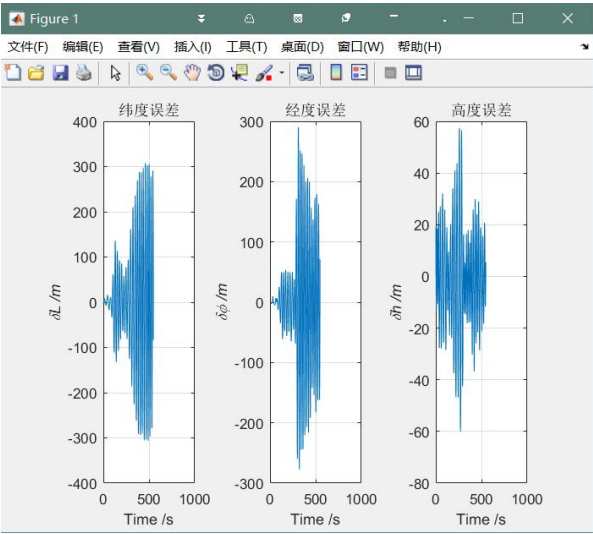 Figure 1
文件(F) 编辑(E) 查看(V) 插入(I) 工具(T) 桌面(D) 窗口(W) 帮助(H)
纬度误差 经度误差 高度误差
400 300 60
300 200 40
200 100 20
100 0 0
0 -100 -20
-100 -200 -40
-200 -300 -60
-300 -80
-400
δL /m δϕ /m δh /m
0 500 1000 0 500 1000 0 500 1000
Time /s Time /s Time /s